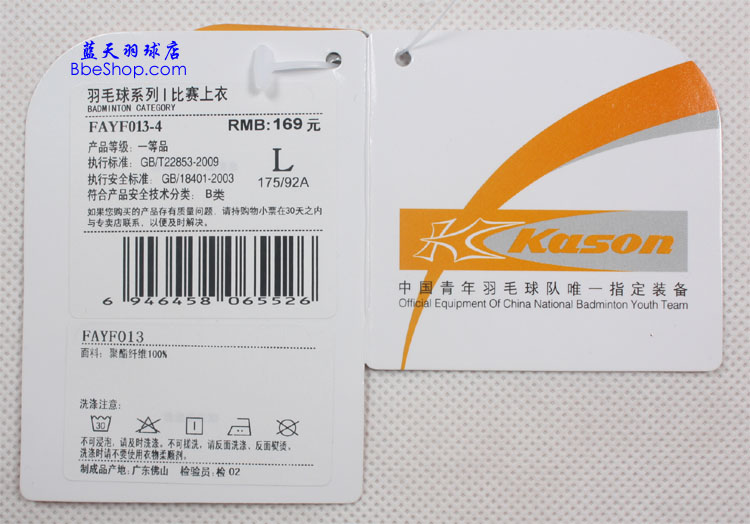 蓝天羽球店
BbeShop.com
羽毛球系列 | 比赛上衣
BADMINTON CATEGORY
FAYF013-4 RMB: 169 元
产品等级: 一等品
执行标准: GB/T22853-2009
L
执行安全标准: GB/18401-2003
175/92A
符合产品安全技术分类: B 类
如果您购买的产品存有质量问题, 请持购物小票在30天之内
与专卖店联系, 以便及时解决。
6 946458 065526
FAYF013
面料: 聚酯纤维100%
洗涤注意:
30
不可浸泡, 请及时洗涤。不可搓洗, 请反面洗涤、反面熨烫。
洗涤时请不要使用衣物柔顺剂。
制成品产地: 广东佛山 检验员: 检 02
Kason
中国青年羽毛球队唯一指定装备
Official Equipment Of China National Badminton Youth Team